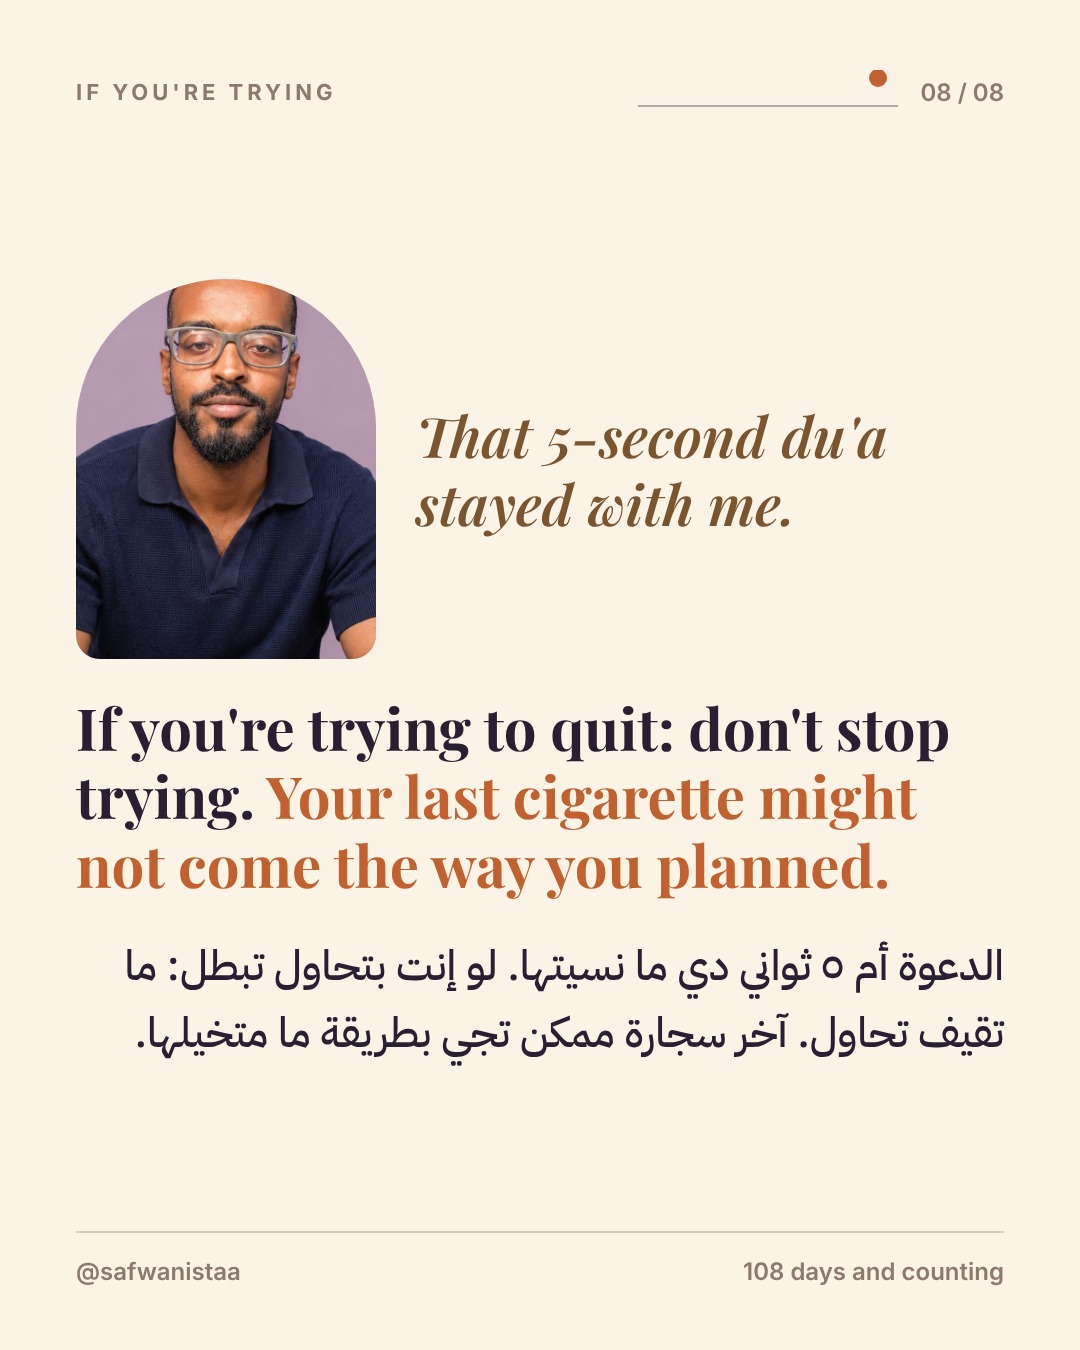 IF YOU'RE TRYING
08 / 08
That 5-second du'a
stayed with me.
If you're trying to quit: don't stop
trying. Your last cigarette might
not come the way you planned.
الدعوة أم ٥ ثواني دي ما نسيتها. لو إنت بتحاول تبطل: ما
تقيف تحاول. آخر سجارة ممكن تجي بطريقة ما متخيلها.
@safwanistaa
108 days and counting